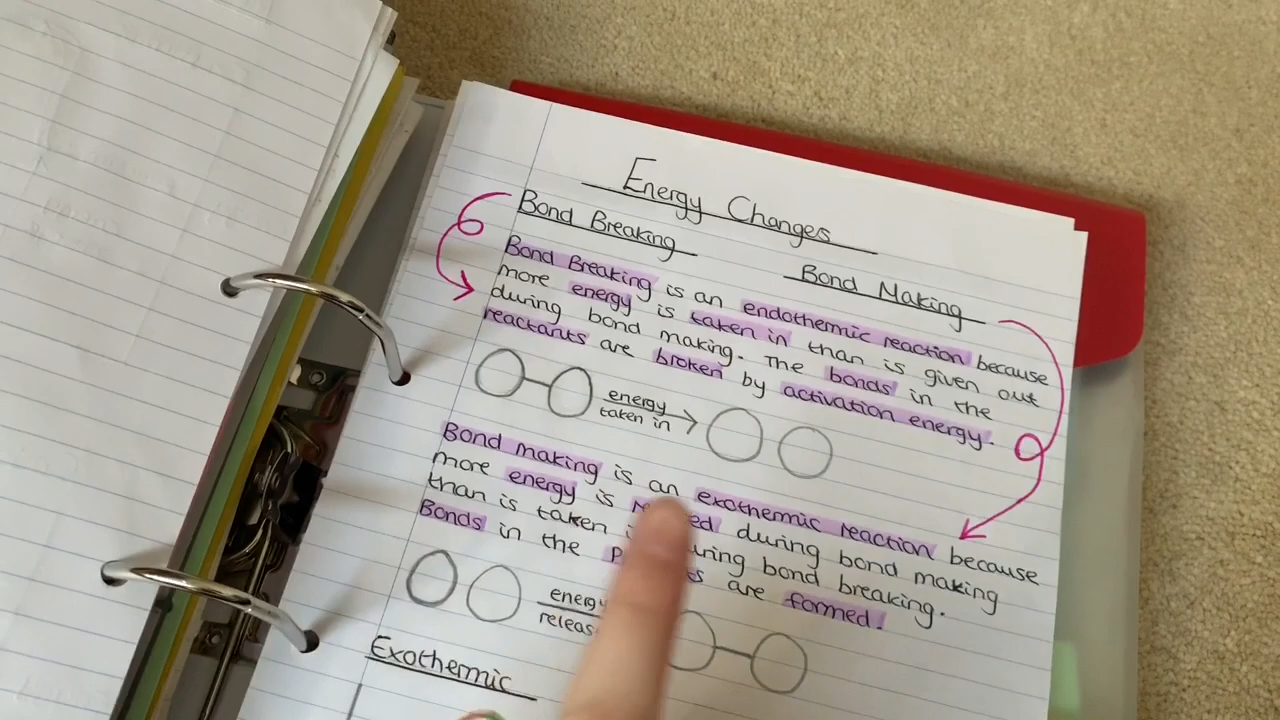 Energy Changes
Bond Breaking
Bond Making
Bond Breaking is an endothermic reaction because
more energy is taken in than is given out
during bond making. The bonds in the
reactants are broken by activation energy.
energy
taken in
Bond making is an exothermic reaction because
more energy is during bond making
than is taken during bond breaking.
Bonds in the are formed.
energy
Exothermic